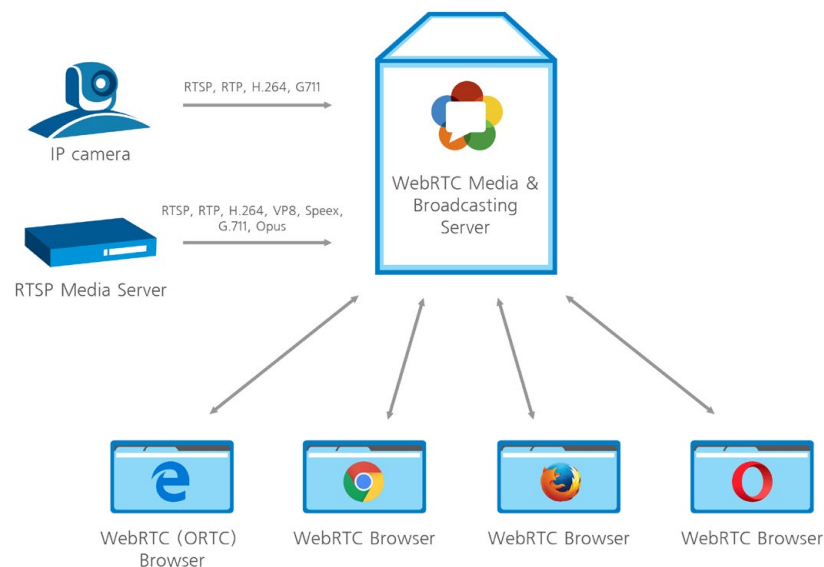 RTSP, RTP, H.264, G711
IP camera
RTSP, RTP, H.264, VP8, Speex,
G.711, Opus
RTSP Media Server
WebRTC Media &
Broadcasting
Server
WebRTC (ORTC)
Browser
WebRTC Browser
WebRTC Browser
WebRTC Browser